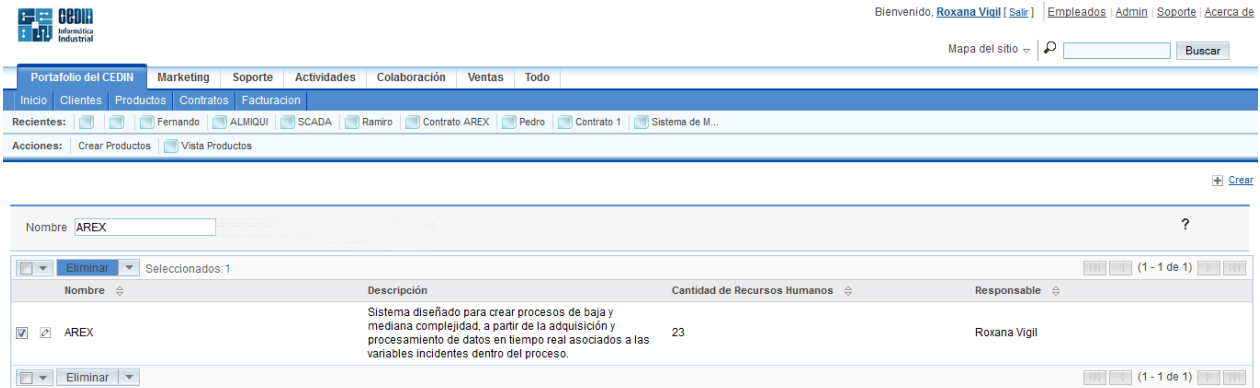 CEDIN
Informática
Industrial
Bienvenido, Roxana Vigil [ Salir ] Empleados | Admin | Soporte | Acerca de
Mapa del sitio Buscar
Portafolio del CEDIN Marketing Soporte Actividades Colaboración Ventas Todo
Inicio Clientes Productos Contratos Facturacion
Recientes: Fernando ALMIQUI SCADA Ramiro Contrato AREX Pedro Contrato 1 Sistema de M...
Acciones: Crear Productos Vista Productos
Crear
Nombre AREX ?
Eliminar Seleccionados: 1 (1 - 1 de 1)
Nombre Descripción Cantidad de Recursos Humanos Responsable
Sistema diseñado para crear procesos de baja y
mediana complejidad, a partir de la adquisición y
AREX procesamiento de datos en tiempo real asociados a las 23 Roxana Vigil
variables incidentes dentro del proceso.
Eliminar (1 - 1 de 1)